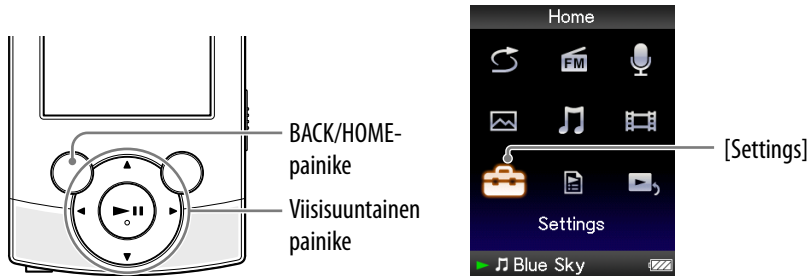 BACK/HOME-
painike
Viisisuuntainen
painike
Home
FM
[Settings]
Settings
Blue Sky